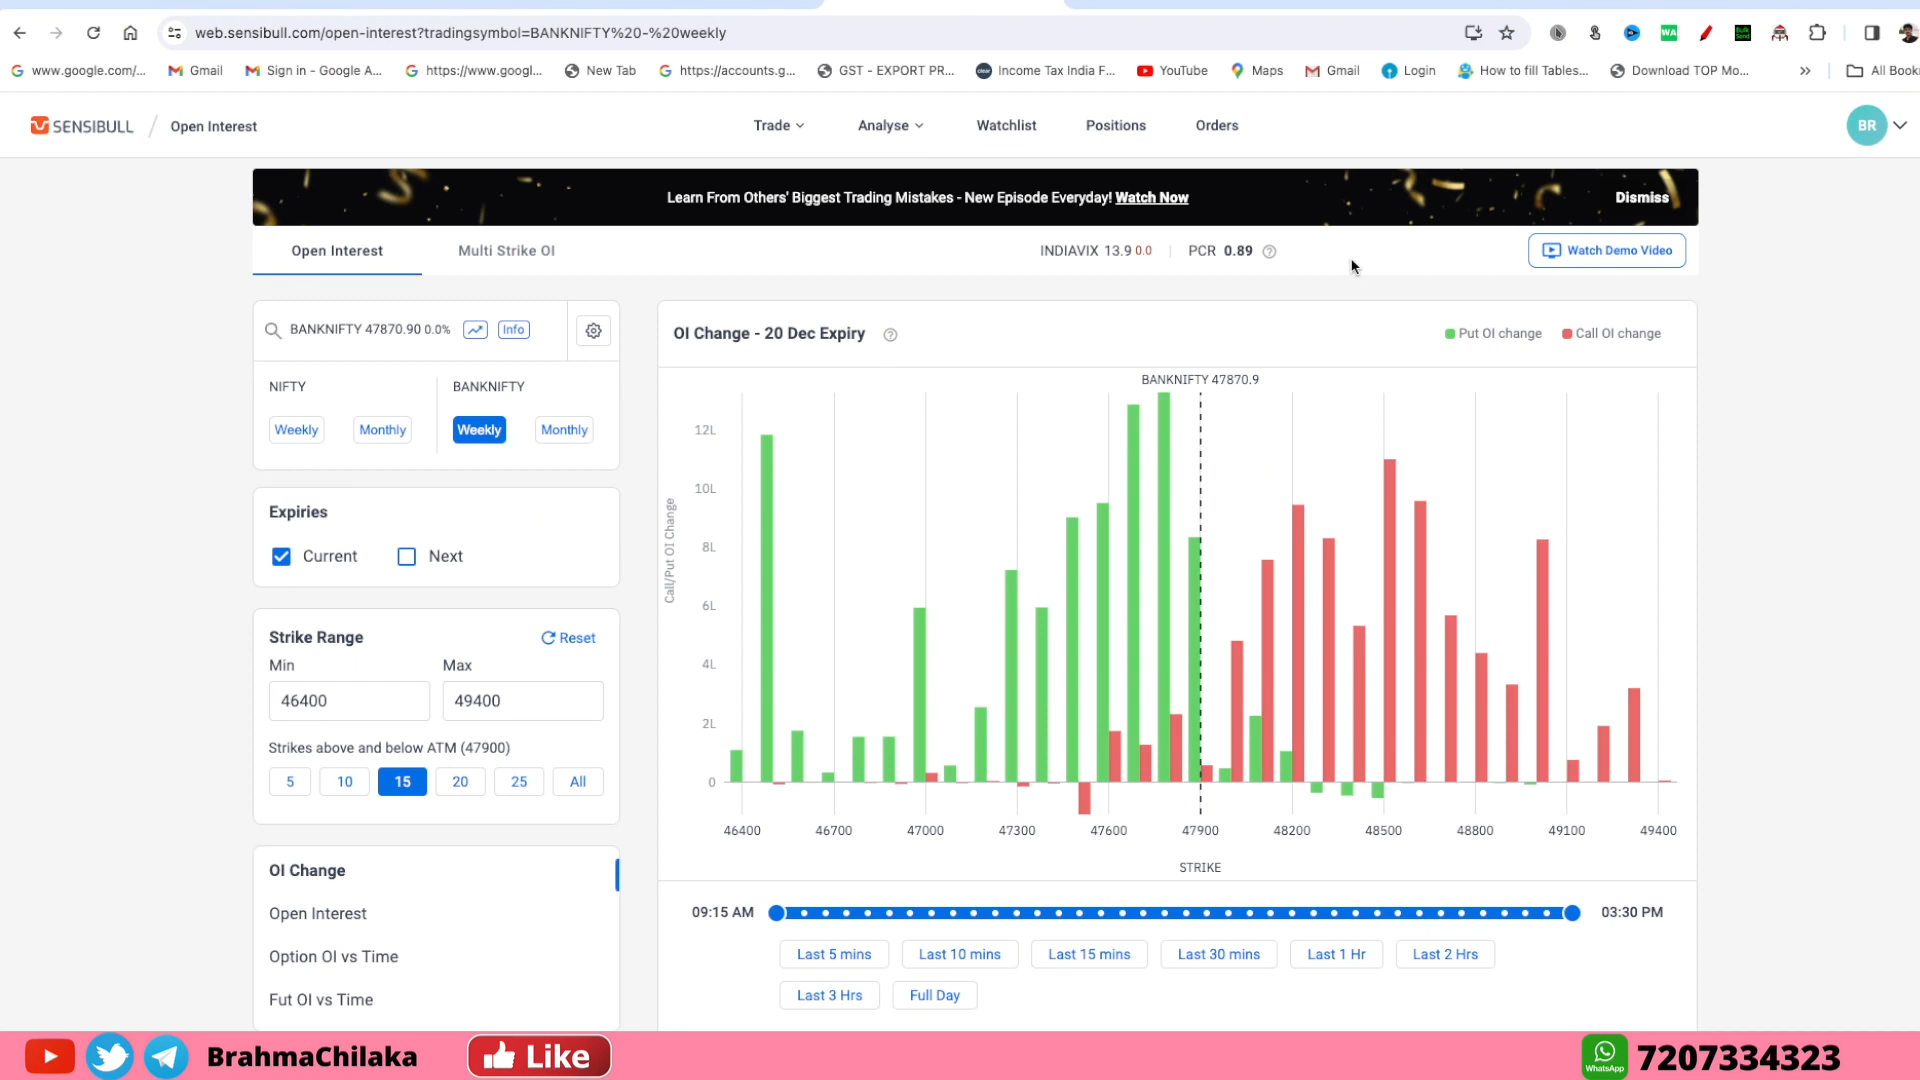 web.sensibull.com/open-interest?tradingsymbol=BANKNIFTY%20-%20weekly
www.google.com/... Gmail Sign in - Google A... https://www.googl... New Tab https://accounts.g... GST - EXPORT PR... Income Tax India F... YouTube Maps Gmail Login How to fill Tables... Download TOP Mo... » All Book
SENSIBULL / Open Interest Trade Analyse Watchlist Positions Orders BR
Learn From Others' Biggest Trading Mistakes - New Episode Everyday! Watch Now Dismiss
Open Interest Multi Strike OI INDIAVIX 13.9 0.0 PCR 0.89 Watch Demo Video
BANKNIFTY 47870.90 0.0% Info
NIFTY BANKNIFTY
Weekly Monthly Weekly Monthly
Expiries
Current Next
Strike Range Reset
Min Max
46400 49400
Strikes above and below ATM (47900)
5 10 15 20 25 All
OI Change
Open Interest
Option OI vs Time
Fut OI vs Time
OI Change - 20 Dec Expiry Put OI change Call OI change
BANKNIFTY 47870.9
Call/Put OI Change
12L
10L
8L
6L
4L
2L
0
46400 46700 47000 47300 47600 47900 48200 48500 48800 49100 49400
STRIKE
09:15 AM 03:30 PM
Last 5 mins Last 10 mins Last 15 mins Last 30 mins Last 1 Hr Last 2 Hrs
Last 3 Hrs Full Day
BrahmaChilaka Like WhatsApp 7207334323